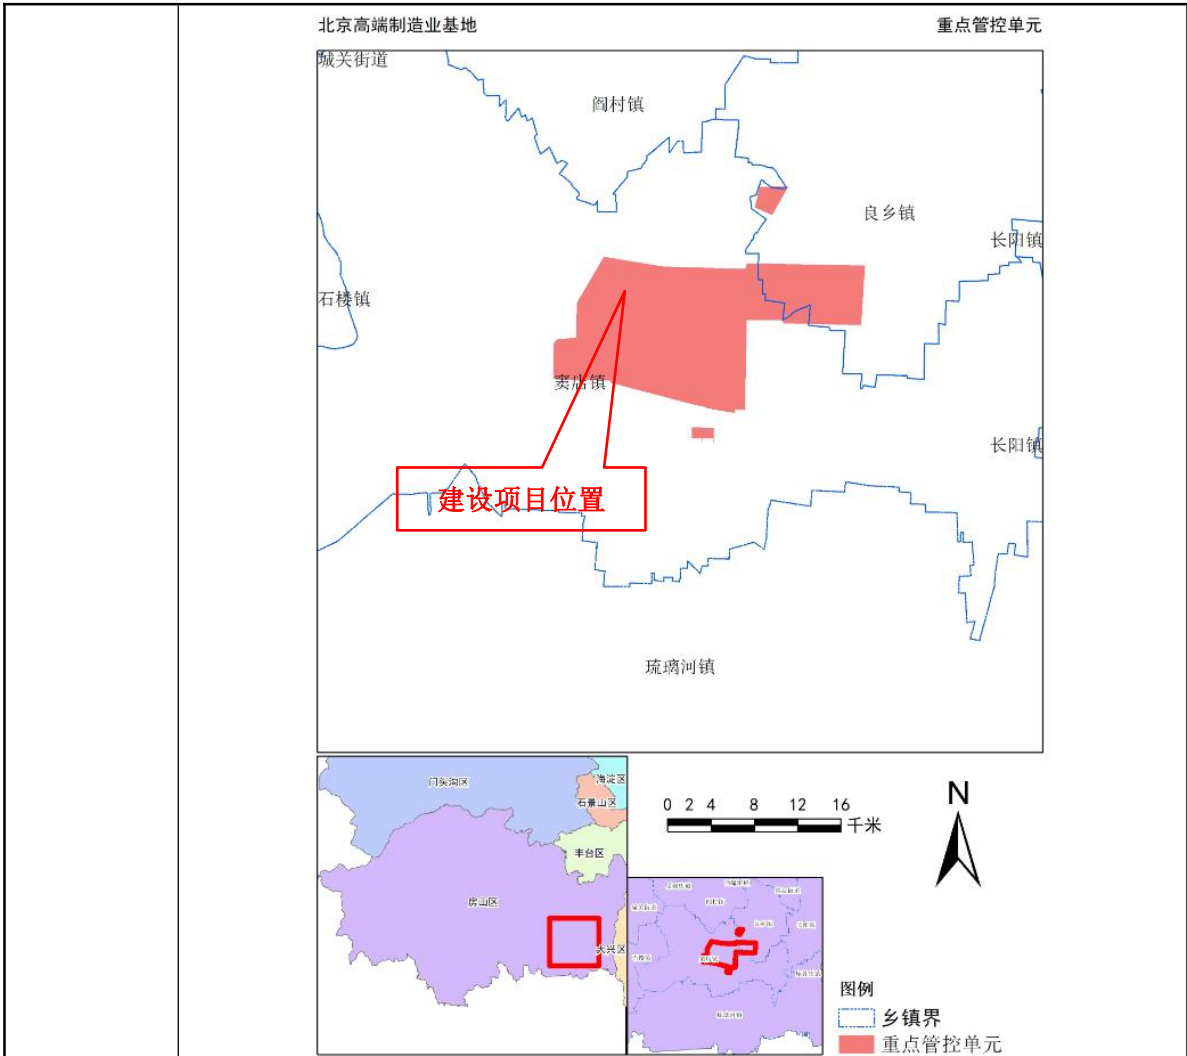 北京高端制造业基地
重点管控单元
城关街道
阎村镇
良乡镇
长阳镇
石楼镇
窦店镇
长阳镇
建设项目位置
琉璃河镇
门头沟区
海淀区
石景山区
丰台区
房山区
大兴区
0 2 4 8 12 16
千米
N
图例
乡镇界
重点管控单元